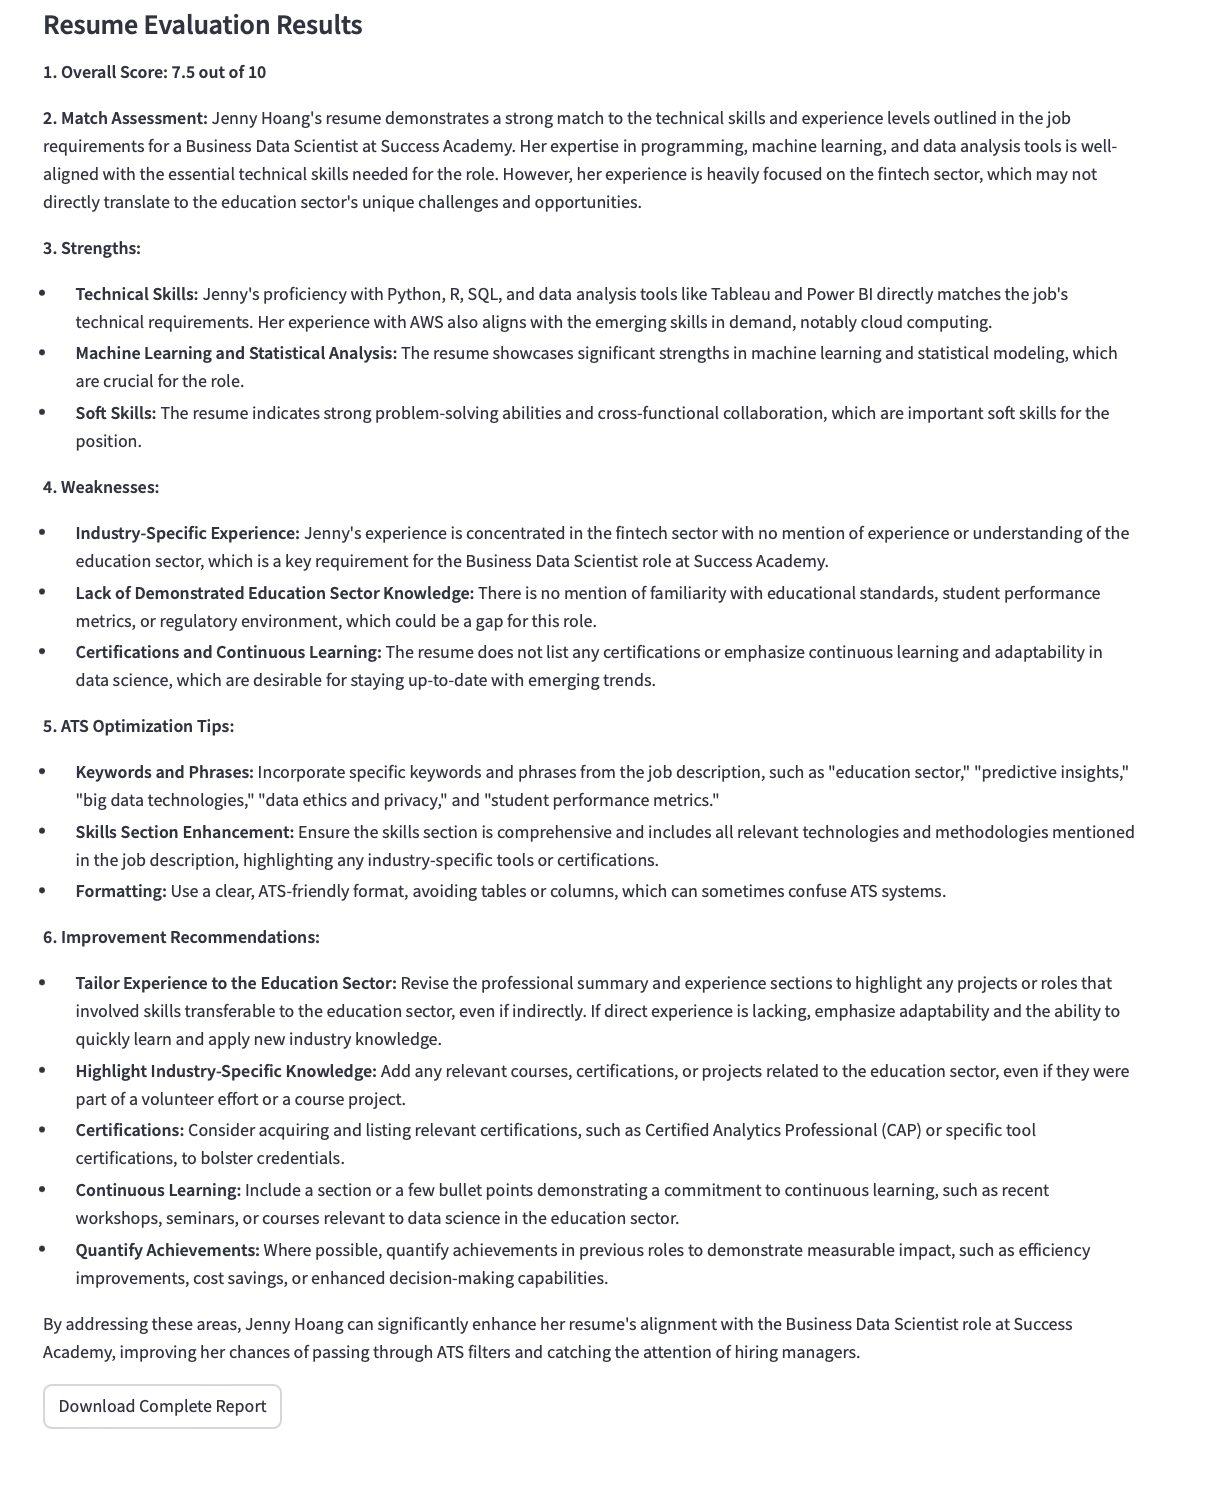 Resume Evaluation Results
1. Overall Score: 7.5 out of 10
2. Match Assessment: Jenny Hoang's resume demonstrates a strong match to the technical skills and experience levels outlined in the job
requirements for a Business Data Scientist at Success Academy. Her expertise in programming, machine learning, and data analysis tools is well-
aligned with the essential technical skills needed for the role. However, her experience is heavily focused on the fintech sector, which may not
directly translate to the education sector's unique challenges and opportunities.
3. Strengths:
• Technical Skills: Jenny's proficiency with Python, R, SQL, and data analysis tools like Tableau and Power BI directly matches the job's
technical requirements. Her experience with AWS also aligns with the emerging skills in demand, notably cloud computing.
• Machine Learning and Statistical Analysis: The resume showcases significant strengths in machine learning and statistical modeling, which
are crucial for the role.
• Soft Skills: The resume indicates strong problem-solving abilities and cross-functional collaboration, which are important soft skills for the
position.
4. Weaknesses:
• Industry-Specific Experience: Jenny's experience is concentrated in the fintech sector with no mention of experience or understanding of the
education sector, which is a key requirement for the Business Data Scientist role at Success Academy.
• Lack of Demonstrated Education Sector Knowledge: There is no mention of familiarity with educational standards, student performance
metrics, or regulatory environment, which could be a gap for this role.
• Certifications and Continuous Learning: The resume does not list any certifications or emphasize continuous learning and adaptability in
data science, which are desirable for staying up-to-date with emerging trends.
5. ATS Optimization Tips:
• Keywords and Phrases: Incorporate specific keywords and phrases from the job description, such as "education sector," "predictive insights,"
"big data technologies," "data ethics and privacy," and "student performance metrics."
• Skills Section Enhancement: Ensure the skills section is comprehensive and includes all relevant technologies and methodologies mentioned
in the job description, highlighting any industry-specific tools or certifications.
• Formatting: Use a clear, ATS-friendly format, avoiding tables or columns, which can sometimes confuse ATS systems.
6. Improvement Recommendations:
• Tailor Experience to the Education Sector: Revise the professional summary and experience sections to highlight any projects or roles that
involved skills transferable to the education sector, even if indirectly. If direct experience is lacking, emphasize adaptability and the ability to
quickly learn and apply new industry knowledge.
• Highlight Industry-Specific Knowledge: Add any relevant courses, certifications, or projects related to the education sector, even if they were
part of a volunteer effort or a course project.
• Certifications: Consider acquiring and listing relevant certifications, such as Certified Analytics Professional (CAP) or specific tool
certifications, to bolster credentials.
• Continuous Learning: Include a section or a few bullet points demonstrating a commitment to continuous learning, such as recent
workshops, seminars, or courses relevant to data science in the education sector.
• Quantify Achievements: Where possible, quantify achievements in previous roles to demonstrate measurable impact, such as efficiency
improvements, cost savings, or enhanced decision-making capabilities.
By addressing these areas, Jenny Hoang can significantly enhance her resume's alignment with the Business Data Scientist role at Success
Academy, improving her chances of passing through ATS filters and catching the attention of hiring managers.
Download Complete Report